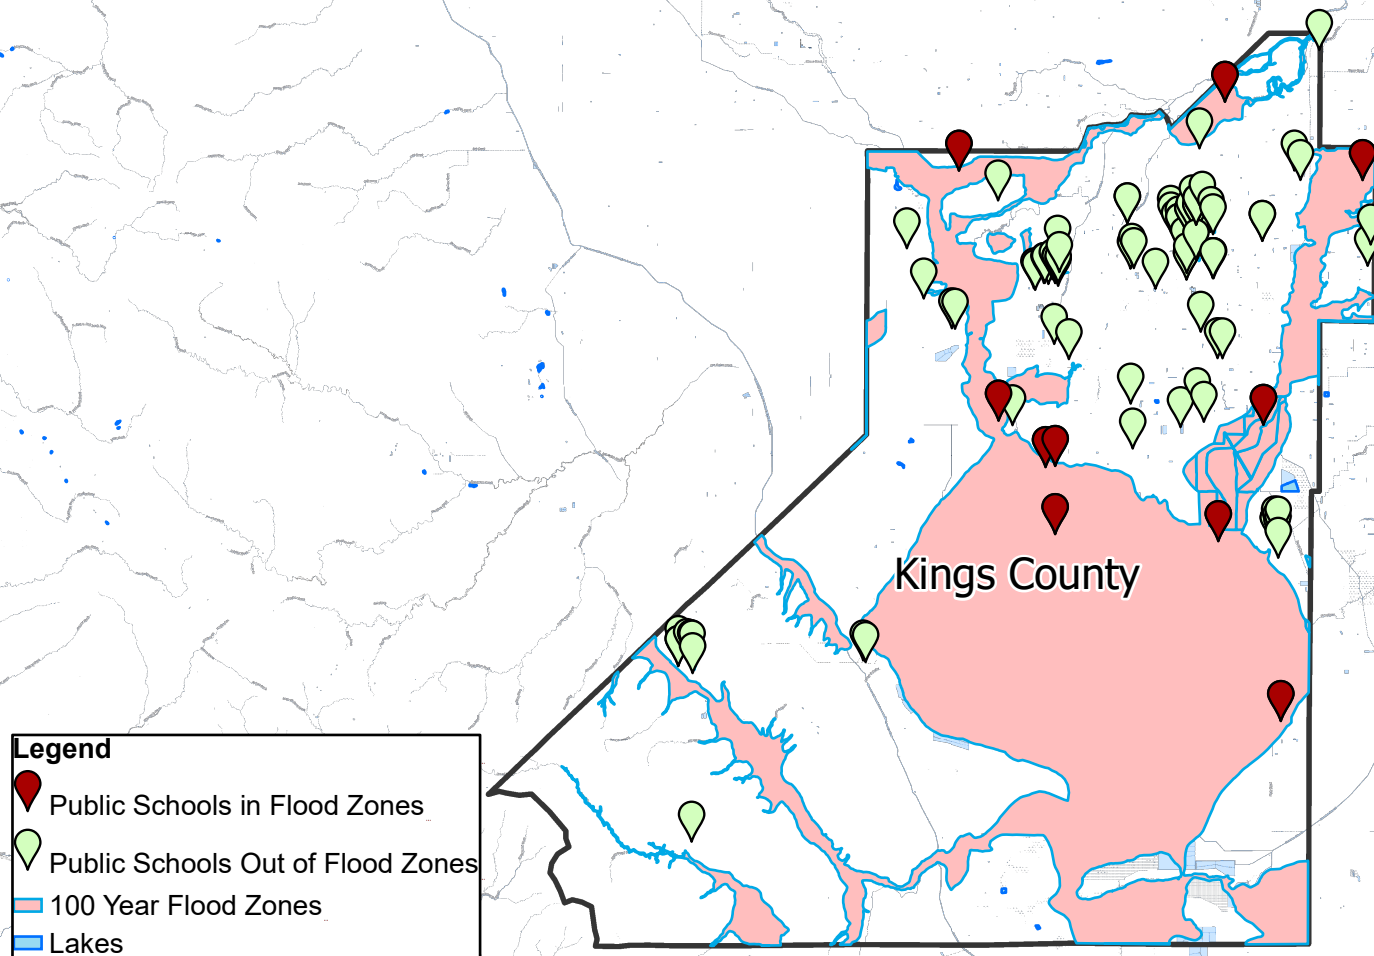 Kings County
Legend
Public Schools in Flood Zones
Public Schools Out of Flood Zones
100 Year Flood Zones
Lakes